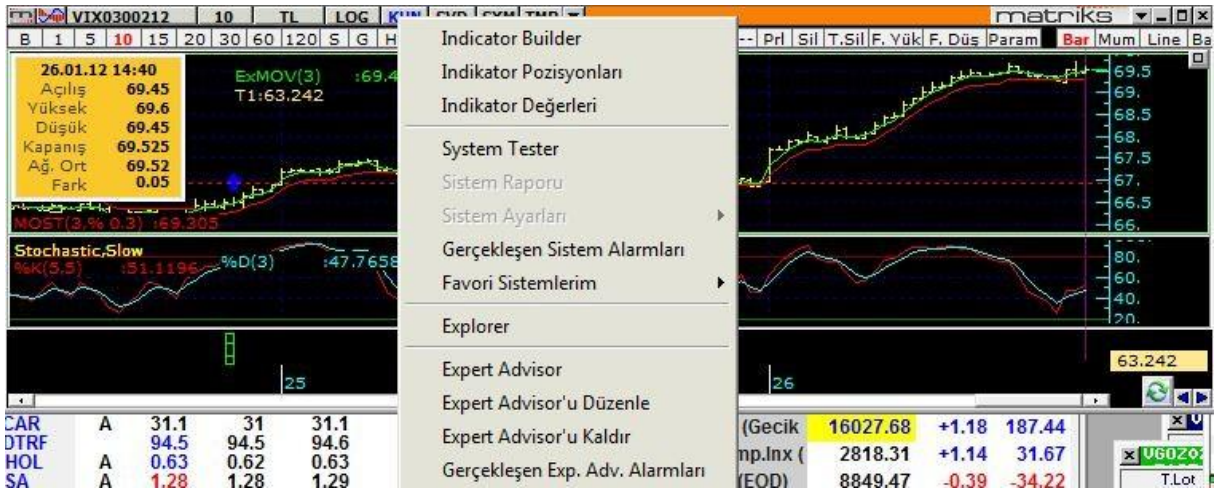 VIX0300212 10 TL LOG KUN SVD SYM TMP matriks
B 1 5 10 15 20 30 60 120 S G H -- Prl Sil T.Sil F. Yük F. Düş Param Bar Mum Line Ba
26.01.12 14:40
Açılış 69.45
Yüksek 69.6
Düşük 69.45
Kapanış 69.525
Ağ. Ort 69.52
Fark 0.05
ExMOV(3) :69.4
T1:63.242
MOST(3,% 0.3) :69.305
69.5
69.
68.5
68.
67.5
67.
66.5
66.
Stochastic,Slow
%K(5,5) :51.1196 %D(3) :47.7658
80.
60.
40.
20.
63.242
25 26
Indicator Builder
Indikator Pozisyonları
Indikator Değerleri
System Tester
Sistem Raporu
Sistem Ayarları
Gerçekleşen Sistem Alarmları
Favori Sistemlerim
Explorer
Expert Advisor
Expert Advisor'u Düzenle
Expert Advisor'u Kaldır
Gerçekleşen Exp. Adv. Alarmları
CAR A 31.1 31 31.1
OTRF 94.5 94.5 94.6
HOL A 0.63 0.62 0.63
SA A 1.28 1.28 1.29
(Gecik 16027.68 +1.18 187.44
mp.Inx ( 2818.31 +1.14 31.67
(EOD) 8849.47 -0.39 -34.22
T.Lot